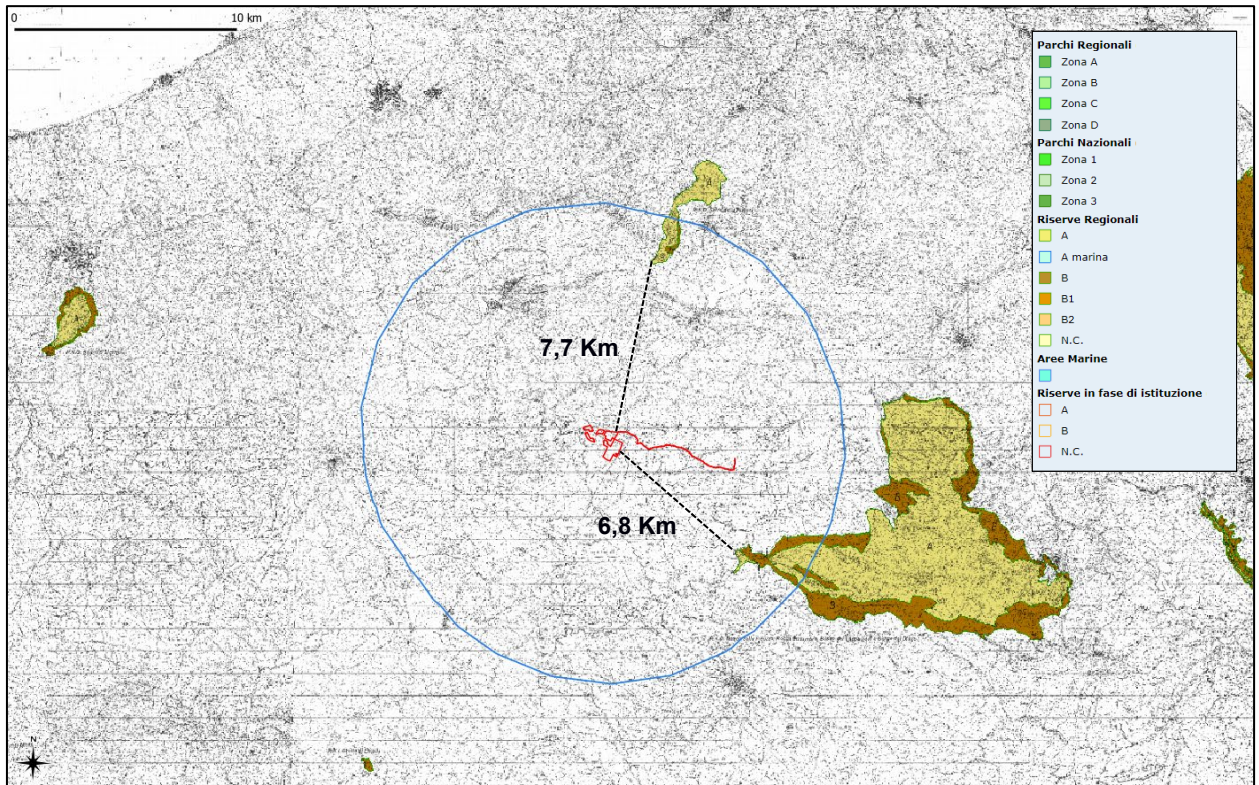 0
10 km
Parchi Regionali
Zona A
Zona B
Zona C
Zona D
Parchi Nazionali
Zona 1
Zona 2
Zona 3
Riserve Regionali
A
A marina
B
B1
B2
N.C.
Aree Marine
Riserve in fase di istituzione
A
B
N.C.
7,7 Km
6,8 Km
A
A
N